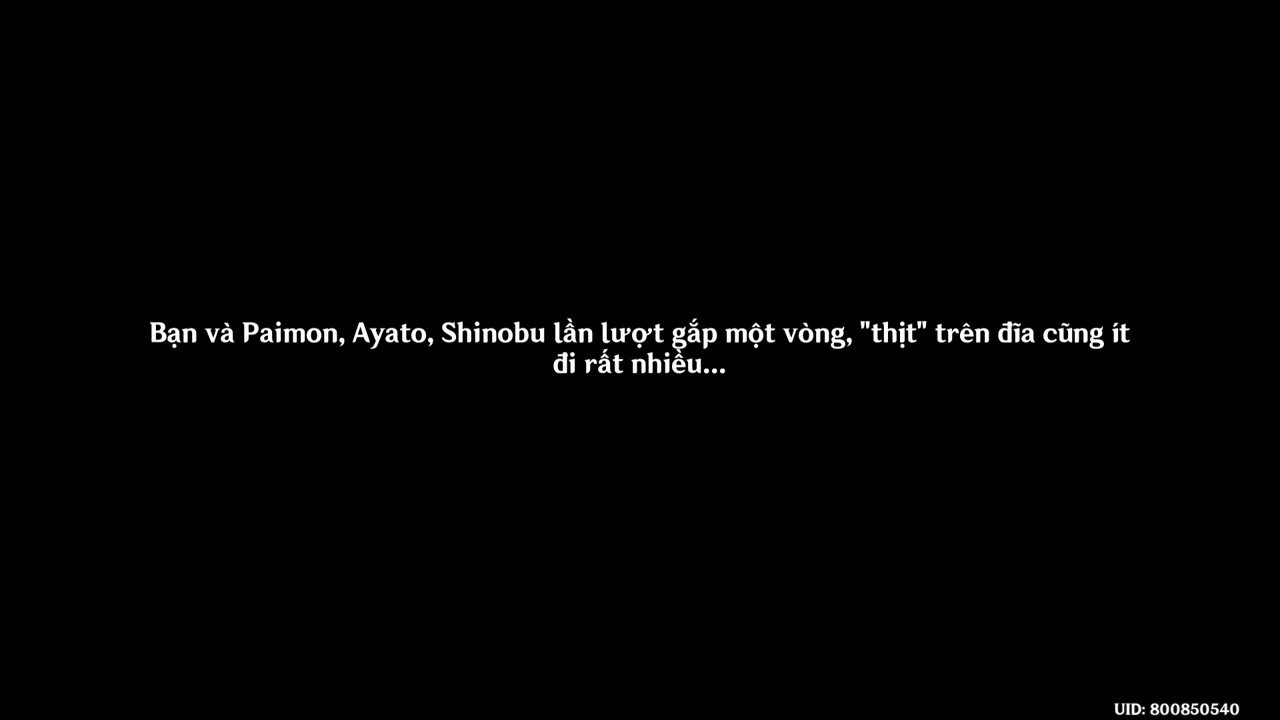 Bạn và Paimon, Ayato, Shinobu lần lượt gắp một vòng, "thịt" trên đĩa cũng ít
đi rất nhiều...
UID: 800850540